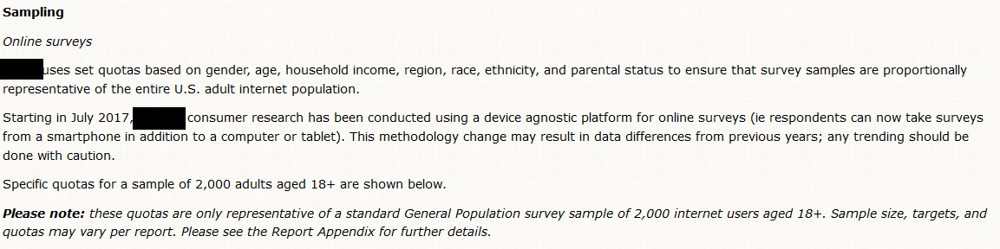 Sampling
Online surveys
uses set quotas based on gender, age, household income, region, race, ethnicity, and parental status to ensure that survey samples are proportionally
representative of the entire U.S. adult internet population.
Starting in July 2017, consumer research has been conducted using a device agnostic platform for online surveys (ie respondents can now take surveys
from a smartphone in addition to a computer or tablet). This methodology change may result in data differences from previous years; any trending should be
done with caution.
Specific quotas for a sample of 2,000 adults aged 18+ are shown below.
Please note: these quotas are only representative of a standard General Population survey sample of 2,000 internet users aged 18+. Sample size, targets, and
quotas may vary per report. Please see the Report Appendix for further details.